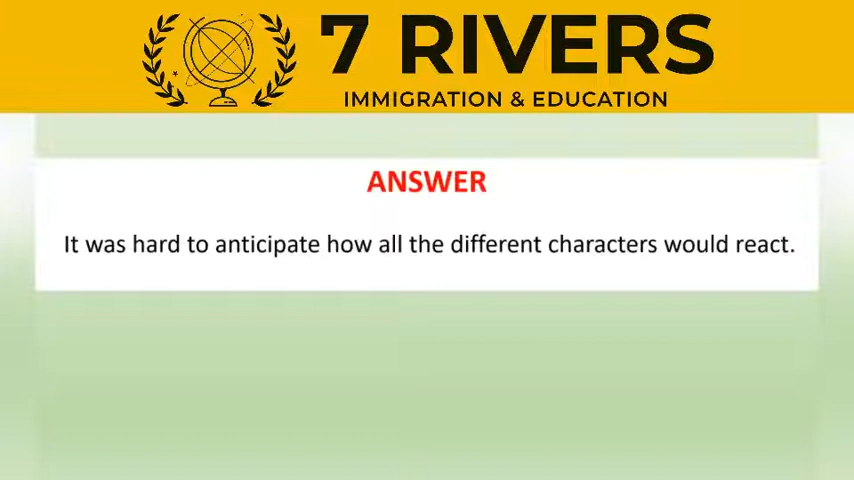 7 RIVERS
IMMIGRATION & EDUCATION
ANSWER
It was hard to anticipate how all the different characters would react.